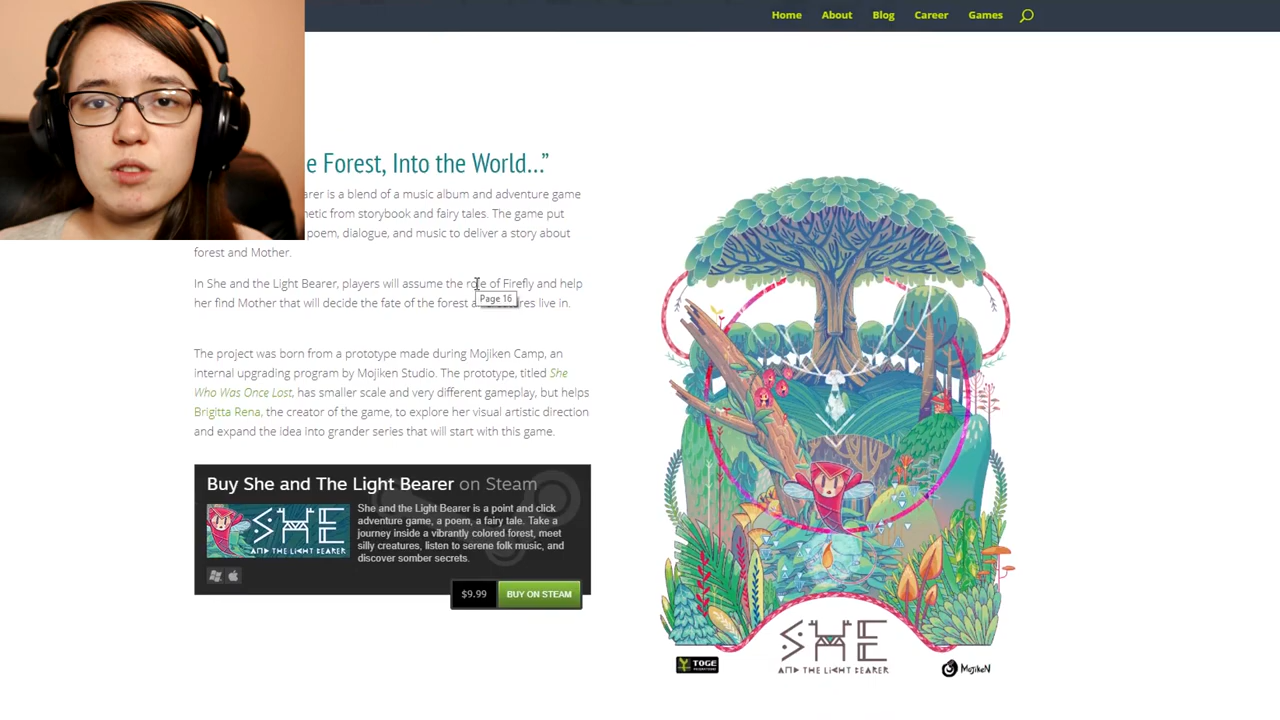 Home About Blog Career Games
e Forest, Into the World…”
arer is a blend of a music album and adventure game
netic from storybook and fairy tales. The game put
poem, dialogue, and music to deliver a story about
forest and Mother.
In She and the Light Bearer, players will assume the role of Firefly and help
her find Mother that will decide the fate of the forest a
res live in.
Page 16
The project was born from a prototype made during Mojiken Camp, an
internal upgrading program by Mojiken Studio. The prototype, titled She
Who Was Once Lost, has smaller scale and very different gameplay, but helps
Brigitta Rena, the creator of the game, to explore her visual artistic direction
and expand the idea into grander series that will start with this game.
Buy She and The Light Bearer on Steam
SHE
AND THE LIGHT BEARER
She and the Light Bearer is a point and click
adventure game, a poem, a fairy tale. Take a
journey inside a vibrantly colored forest, meet
silly creatures, listen to serene folk music, and
discover somber secrets.
$9.99 BUY ON STEAM
SHE
AND THE LIGHT BEARER
TOGE
PRODUCTIONS
MOJIKEN